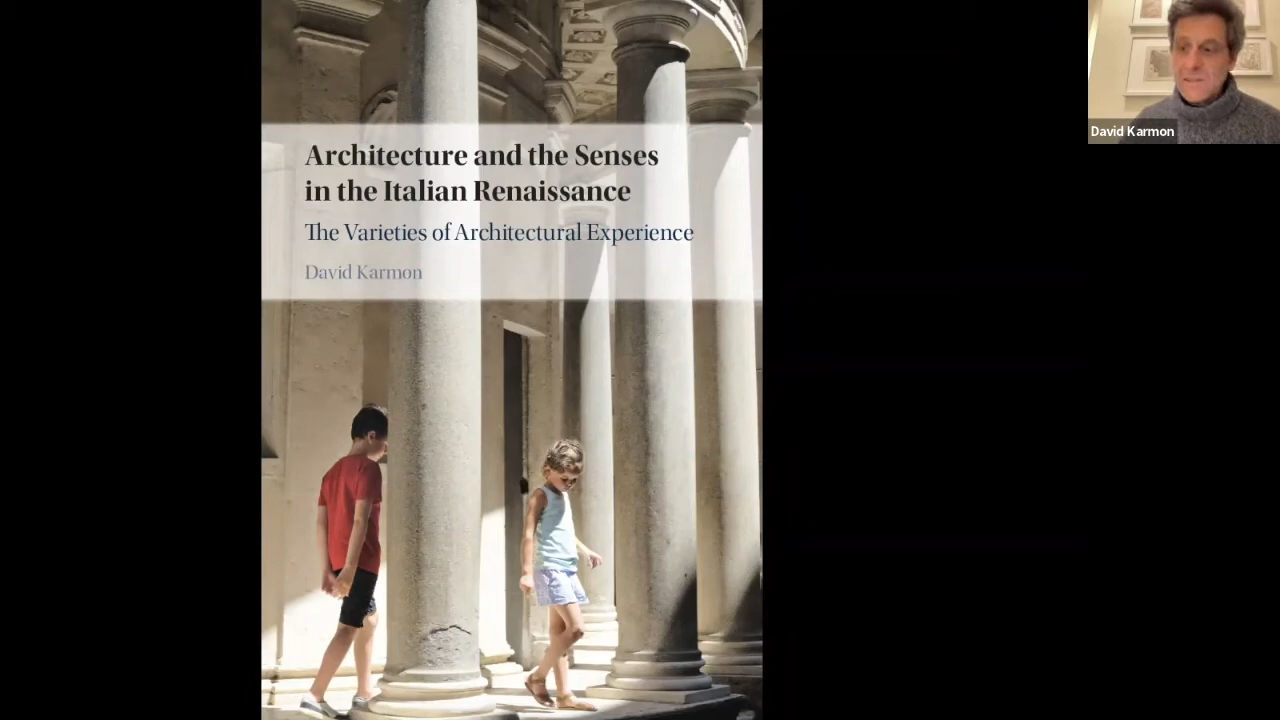 Architecture and the Senses
in the Italian Renaissance
The Varieties of Architectural Experience
David Karmon
David Karmon